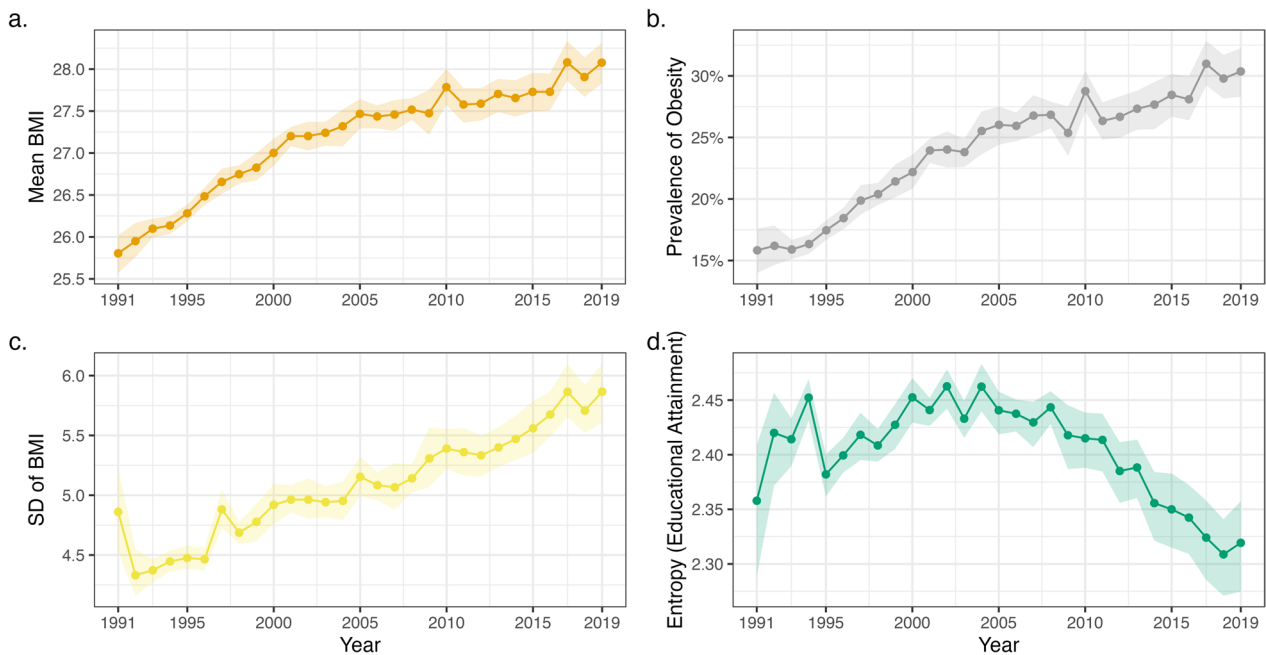 a.
Mean BMI
28.0
27.5
27.0
26.5
26.0
25.5
1991 1995 2000 2005 2010 2015 2019
b.
Prevalence of Obesity
30%
25%
20%
15%
1991 1995 2000 2005 2010 2015 2019
c.
SD of BMI
6.0
5.5
5.0
4.5
1991 1995 2000 2005 2010 2015 2019
Year
d.
Entropy (Educational Attainment)
2.45
2.40
2.35
2.30
1991 1995 2000 2005 2010 2015 2019
Year